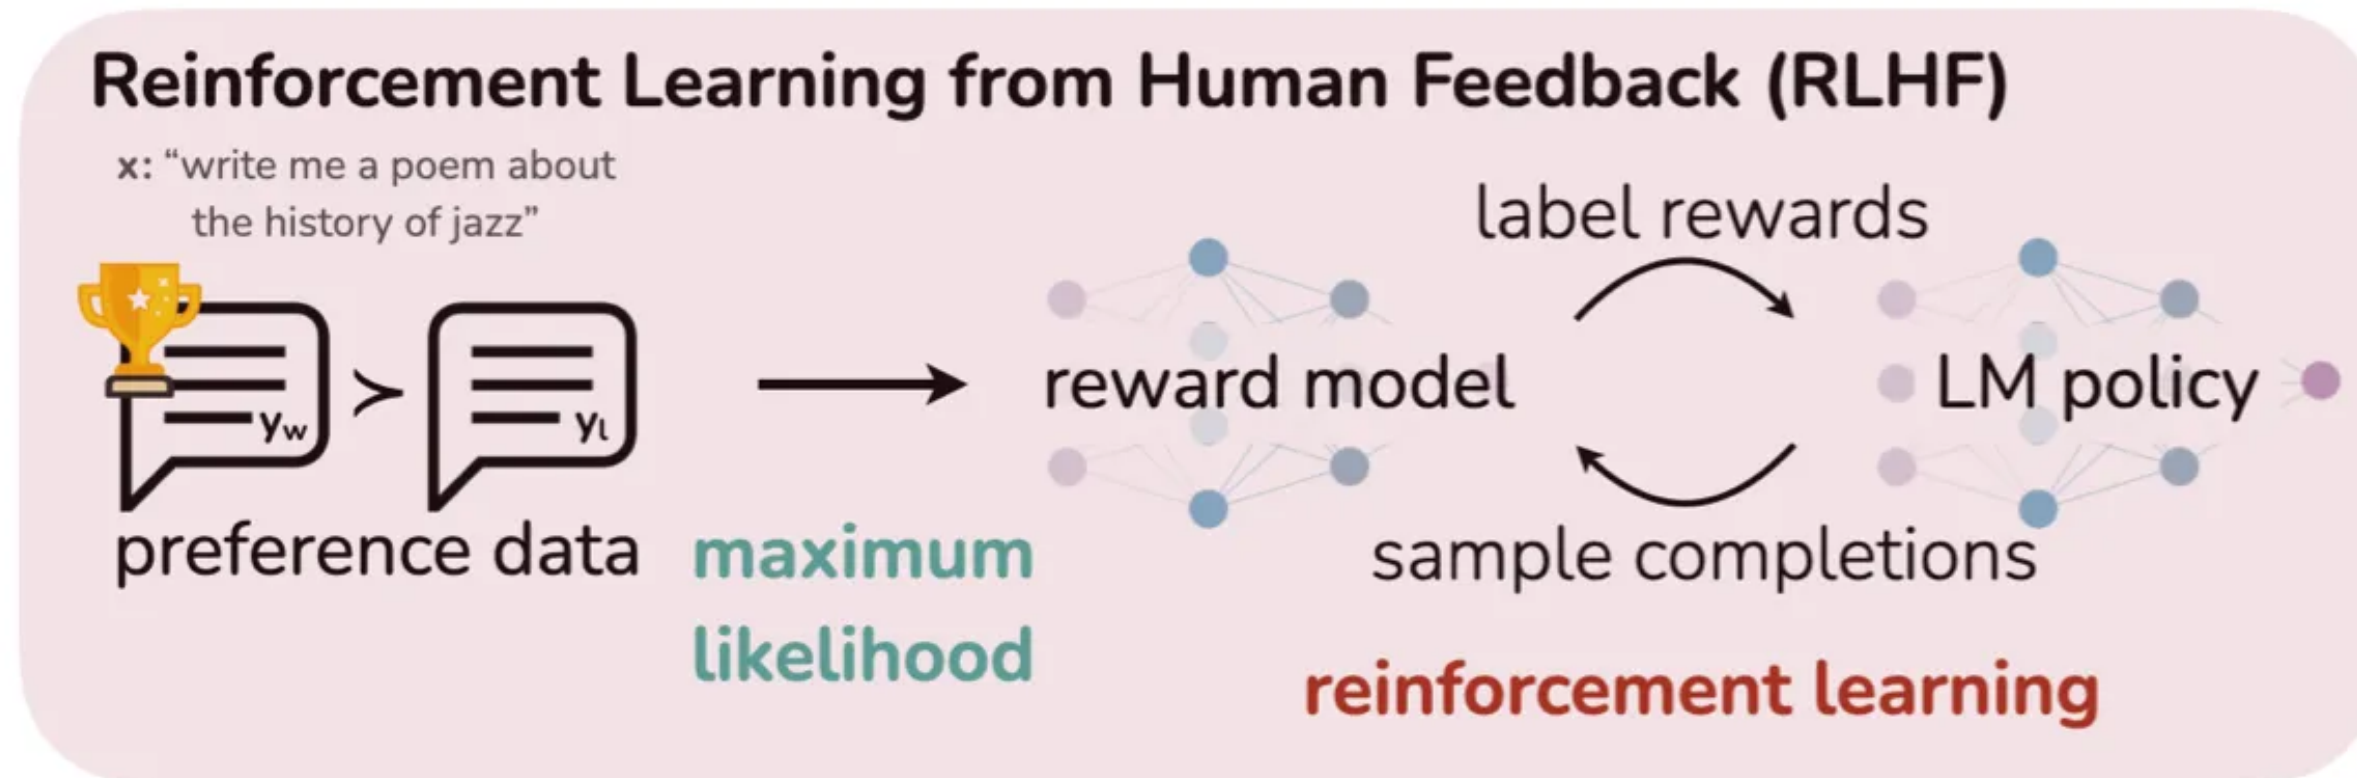 Reinforcement Learning from Human Feedback (RLHF)
x: “write me a poem about
the history of jazz”
label rewards
yw
≻
yl
reward model
LM policy
preference data
maximum
likelihood
sample completions
reinforcement learning